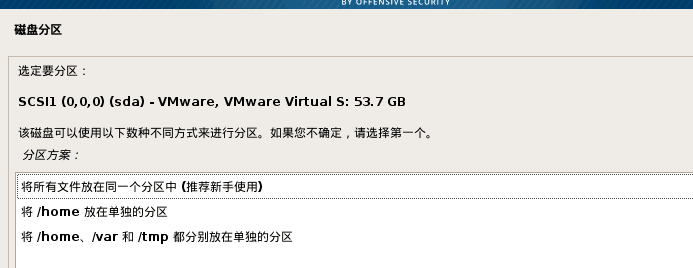 BY OFFENSIVE SECURITY
磁盘分区
选定要分区：
SCSI1 (0,0,0) (sda) - VMware, VMware Virtual S: 53.7 GB
该磁盘可以使用以下数种不同方式来进行分区。如果您不确定，请选择第一个。
分区方案：
将所有文件放在同一个分区中 (推荐新手使用)
将 /home 放在单独的分区
将 /home、/var 和 /tmp 都分别放在单独的分区